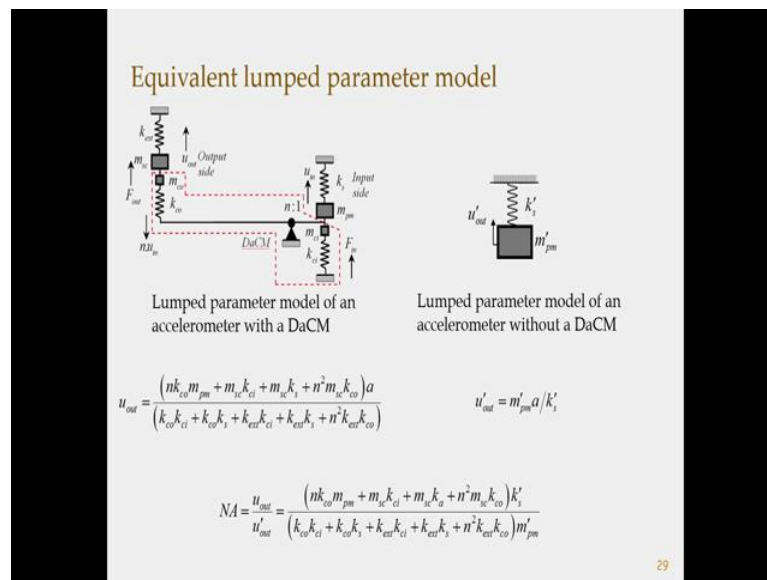 Equivalent lumped parameter model
k_ext
m_sc
u_out Output
side
F_out
m_co
k_co
n.u_in
DaCM
n:1
u_in
k_s Input
side
m_pm
m_ci
k_ci
F_in
u'_out
k'_s
m'_pm
Lumped parameter model of an
accelerometer with a DaCM
Lumped parameter model of an
accelerometer without a DaCM
u_out = (nk_co m_pm + m_sc k_ci + m_sc k_s + n^2 m_sc k_co)a / (k_co k_ci + k_co k_s + k_ext k_ci + k_ext k_s + n^2 k_ext k_co)
u'_out = m'_pm a/k'_s
NA = u_out / u'_out = (nk_co m_pm + m_sc k_ci + m_sc k_a + n^2 m_sc k_co)k'_s / (k_co k_ci + k_co k_s + k_ext k_ci + k_ext k_s + n^2 k_ext k_co)m'_pm
29